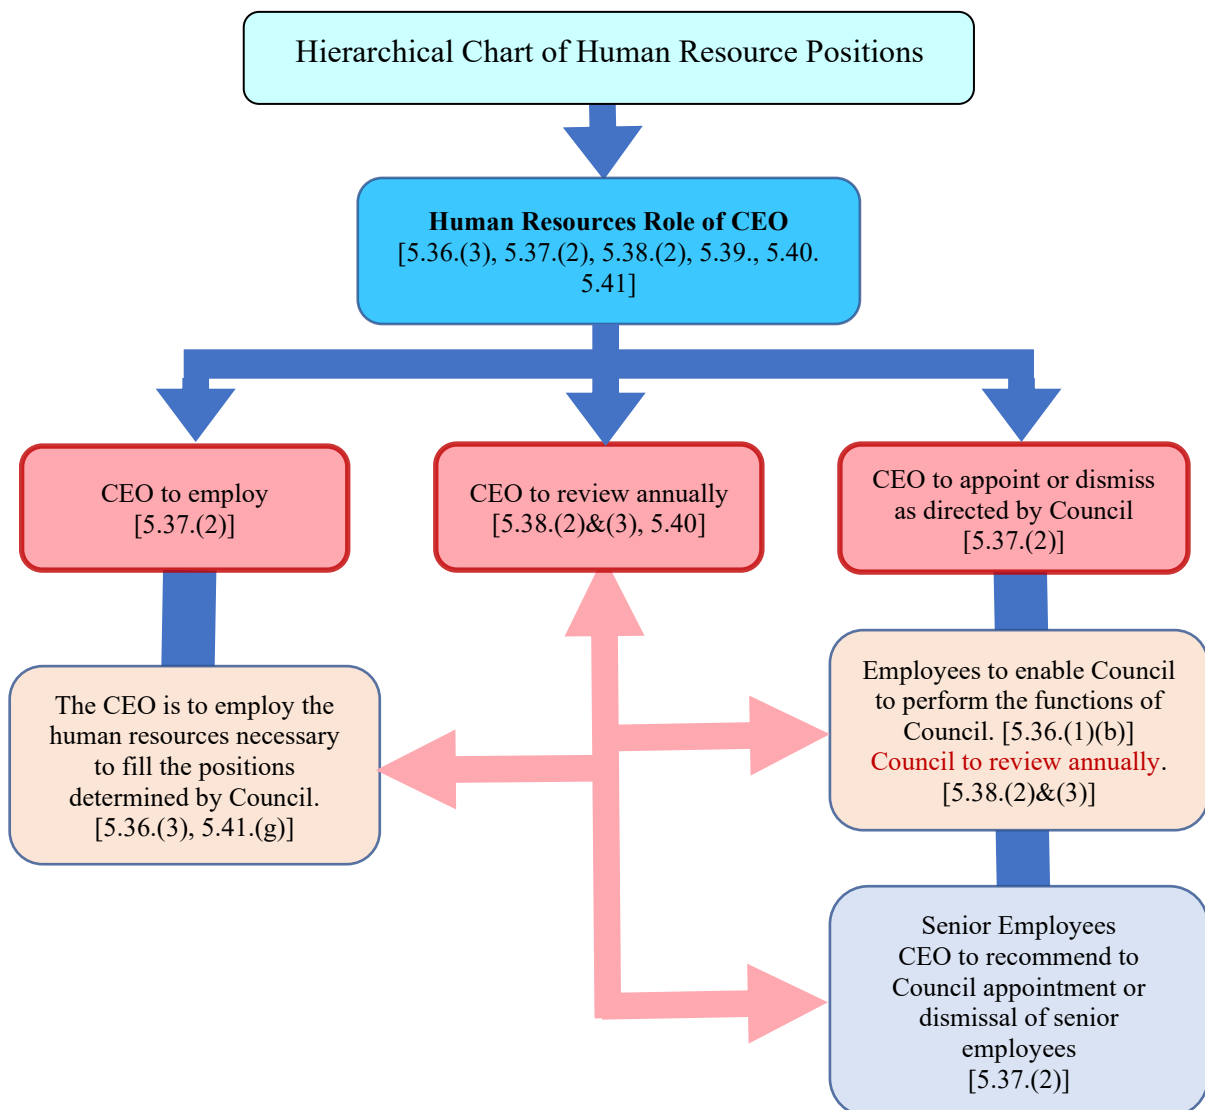 Hierarchical Chart of Human Resource Positions
Human Resources Role of CEO
[5.36.(3), 5.37.(2), 5.38.(2), 5.39., 5.40.
5.41]
CEO to employ
[5.37.(2)]
CEO to review annually
[5.38.(2)&(3), 5.40]
CEO to appoint or dismiss
as directed by Council
[5.37.(2)]
The CEO is to employ the
human resources necessary
to fill the positions
determined by Council.
[5.36.(3), 5.41.(g)]
Employees to enable Council
to perform the functions of
Council. [5.36.(1)(b)]
Council to review annually.
[5.38.(2)&(3)]
Senior Employees
CEO to recommend to
Council appointment or
dismissal of senior
employees
[5.37.(2)]